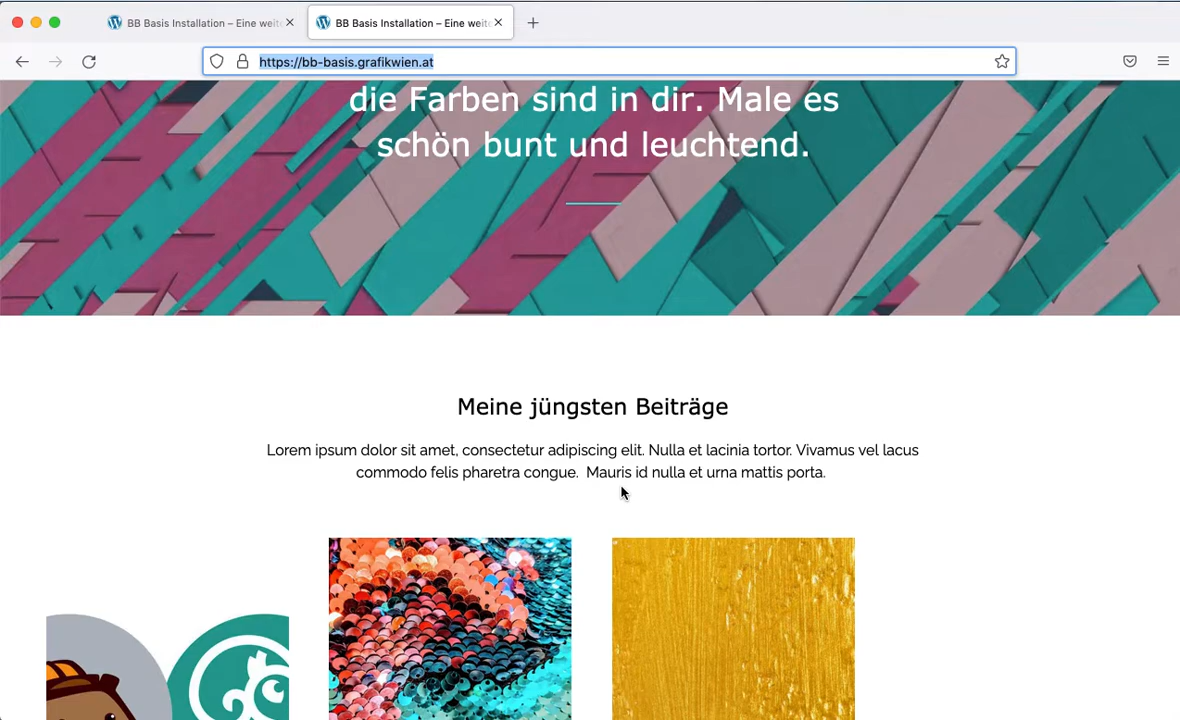 BB Basis Installation – Eine weite
BB Basis Installation – Eine weite
https://bb-basis.grafikwien.at
die Farben sind in dir. Male es
schön bunt und leuchtend.
Meine jüngsten Beiträge
Lorem ipsum dolor sit amet, consectetur adipiscing elit. Nulla et lacinia tortor. Vivamus vel lacus
commodo felis pharetra congue. Mauris id nulla et urna mattis porta.